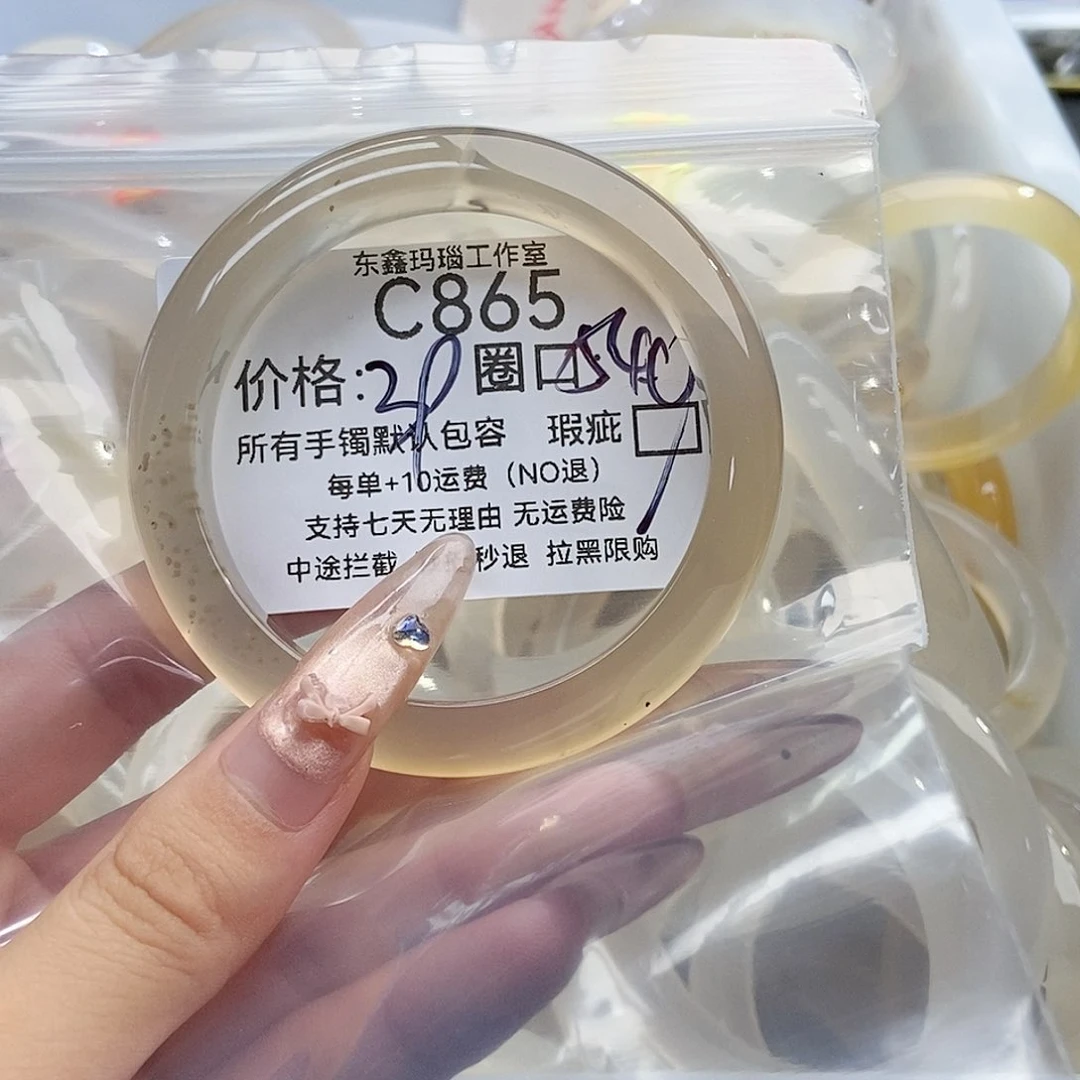 东鑫玛瑙工作室
C865
价格: 圈口
所有手镯默认包容 瑕疵
每单+10运费（NO退）
支持七天无理由 无运费险
中途拦截 秒退 拉黑限购